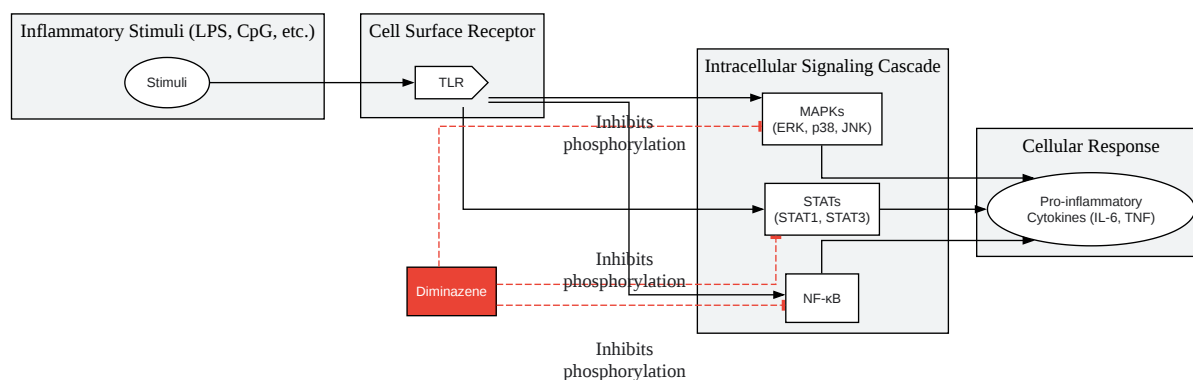 Inflammatory Stimuli (LPS, CpG, etc.)
Stimuli
Cell Surface Receptor
TLR
Intracellular Signaling Cascade
MAPKs
(ERK, p38, JNK)
Inhibits
phosphorylation
STATs
(STAT1, STAT3)
Cellular Response
Pro-inflammatory
Cytokines (IL-6, TNF)
Diminazene
Inhibits
phosphorylation
NF-κB
Inhibits
phosphorylation